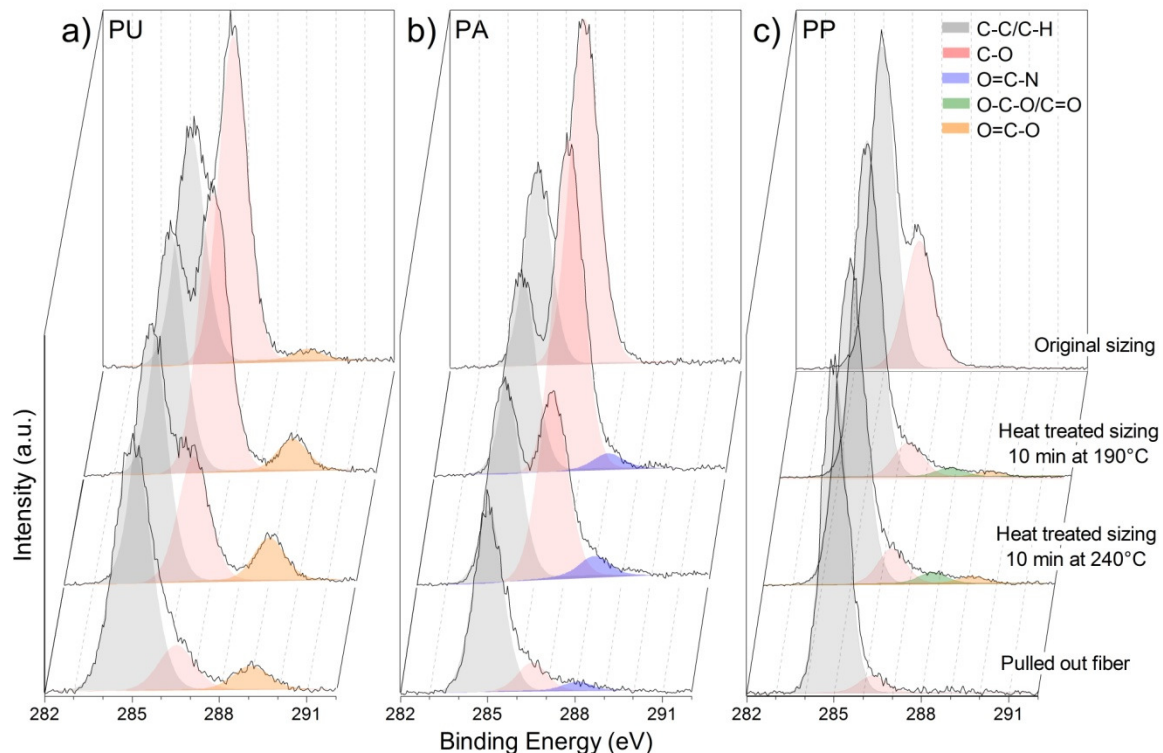 a) PU
b) PA
c) PP
C-C/C-H
C-O
O=C-N
O-C-O/C=O
O=C-O
Original sizing
Heat treated sizing
10 min at 190°C
Heat treated sizing
10 min at 240°C
Pulled out fiber
Intensity (a.u.)
282 285 288 291 282 285 288 291 282 285 288 291
Binding Energy (eV)